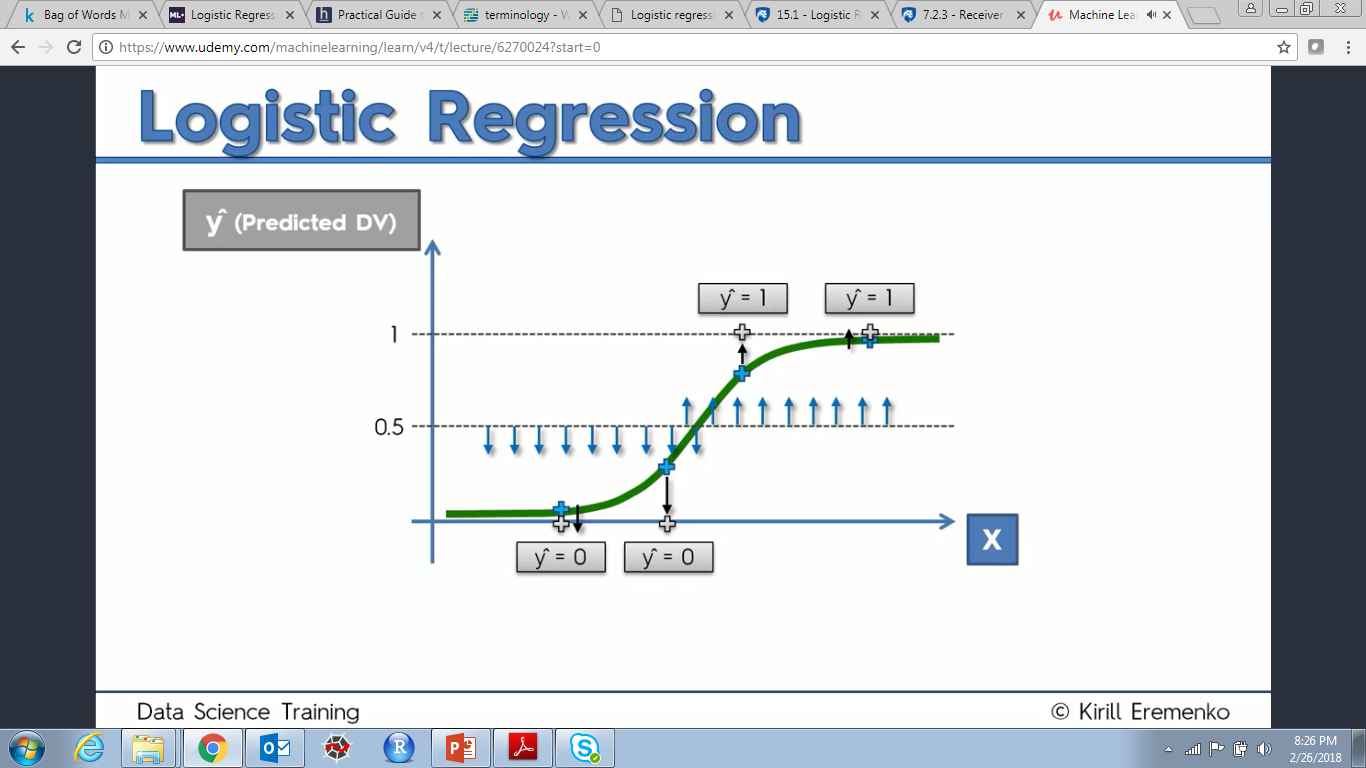 Bag of Words M
Logistic Regress
Practical Guide t
terminology - W
Logistic regressi
15.1 - Logistic R
7.2.3 - Receiver
Machine Lea
https://www.udemy.com/machinelearning/learn/v4/t/lecture/6270024?start=0
Logistic Regression
ŷ (Predicted DV)
ŷ = 1
ŷ = 1
1
0.5
X
ŷ = 0
ŷ = 0
Data Science Training
© Kirill Eremenko
8:26 PM
2/26/2018